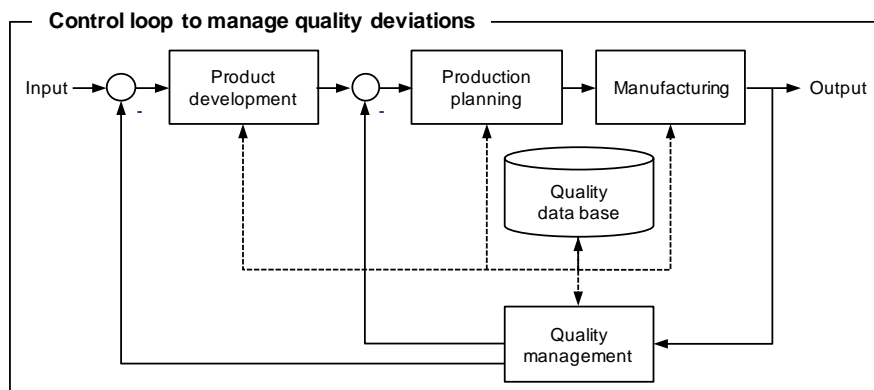 Control loop to manage quality deviations
Input
Product
development
Production
planning
Manufacturing
Output
-
-
Quality
data base
Quality
management